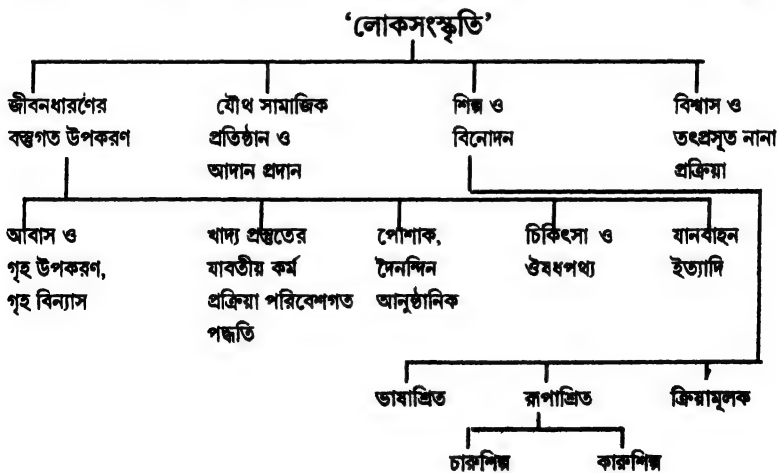 ‘লোকসংস্কৃতি’
জীবনধারণের
বস্তুগত উপকরণ
যৌথ সামাজিক
প্রতিষ্ঠান ও
আদান প্রদান
শিল্প ও
বিনোদন
বিশ্বাস ও
তৎপ্রসূত নানা
প্রক্রিয়া
আবাস ও
গৃহ উপকরণ,
গৃহ বিন্যাস
খাদ্য প্রস্তুতের
যাবতীয় কর্ম
প্রক্রিয়া পরিবেশগত
পদ্ধতি
পোশাক,
দৈনন্দিন
আনুষ্ঠানিক
চিকিৎসা ও
ঔষধপথ্য
যানবাহন
ইত্যাদি
ভাষাশ্রিত
রূপাশ্রিত
ক্রিয়ামূলক
চারুশিল্প
কারুশিল্প